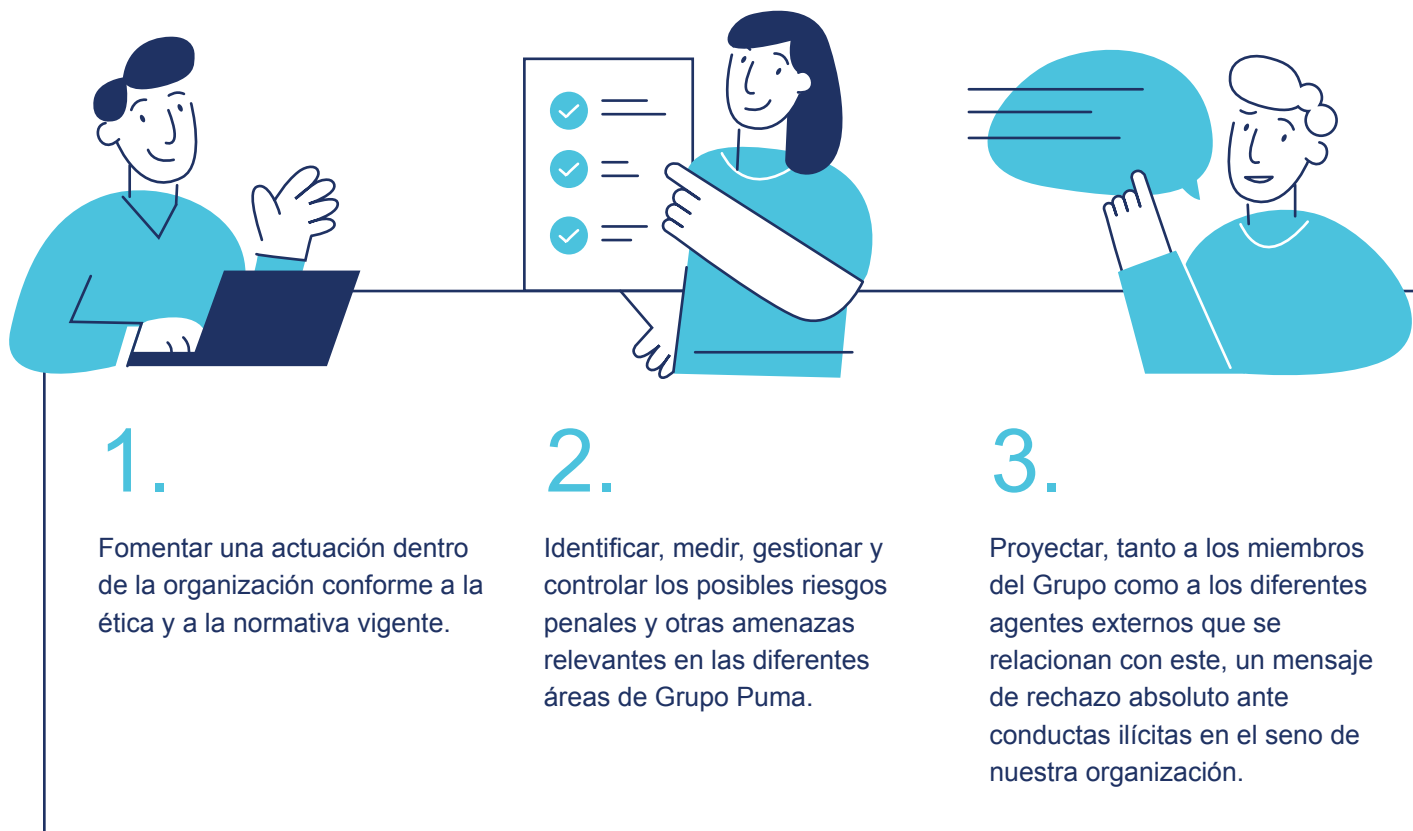 1.
Fomentar una actuación dentro
de la organización conforme a la
ética y a la normativa vigente.
2.
Identificar, medir, gestionar y
controlar los posibles riesgos
penales y otras amenazas
relevantes en las diferentes
áreas de Grupo Puma.
3.
Proyectar, tanto a los miembros
del Grupo como a los diferentes
agentes externos que se
relacionan con este, un mensaje
de rechazo absoluto ante
conductas ilícitas en el seno de
nuestra organización.